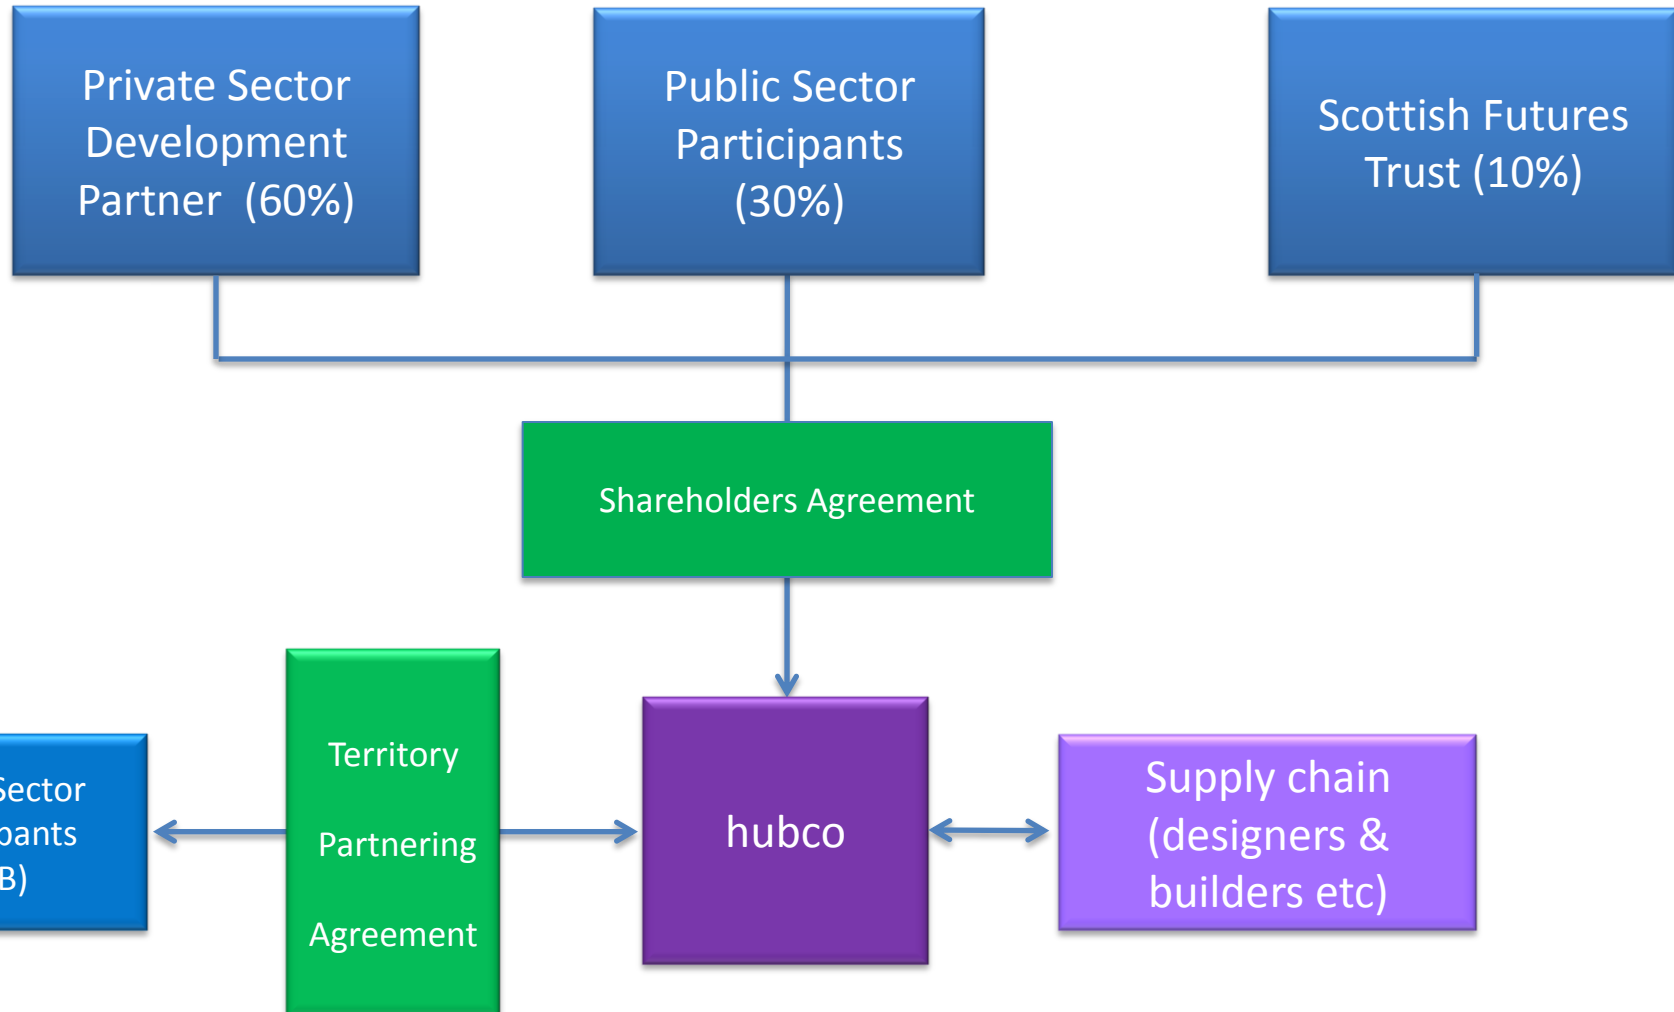 Private Sector
Development
Partner (60%)
Public Sector
Participants
(30%)
Scottish Futures
Trust (10%)
Shareholders Agreement
Territory
Partnering
Agreement
Sector
hubco
Supply chain
(designers &
builders etc)